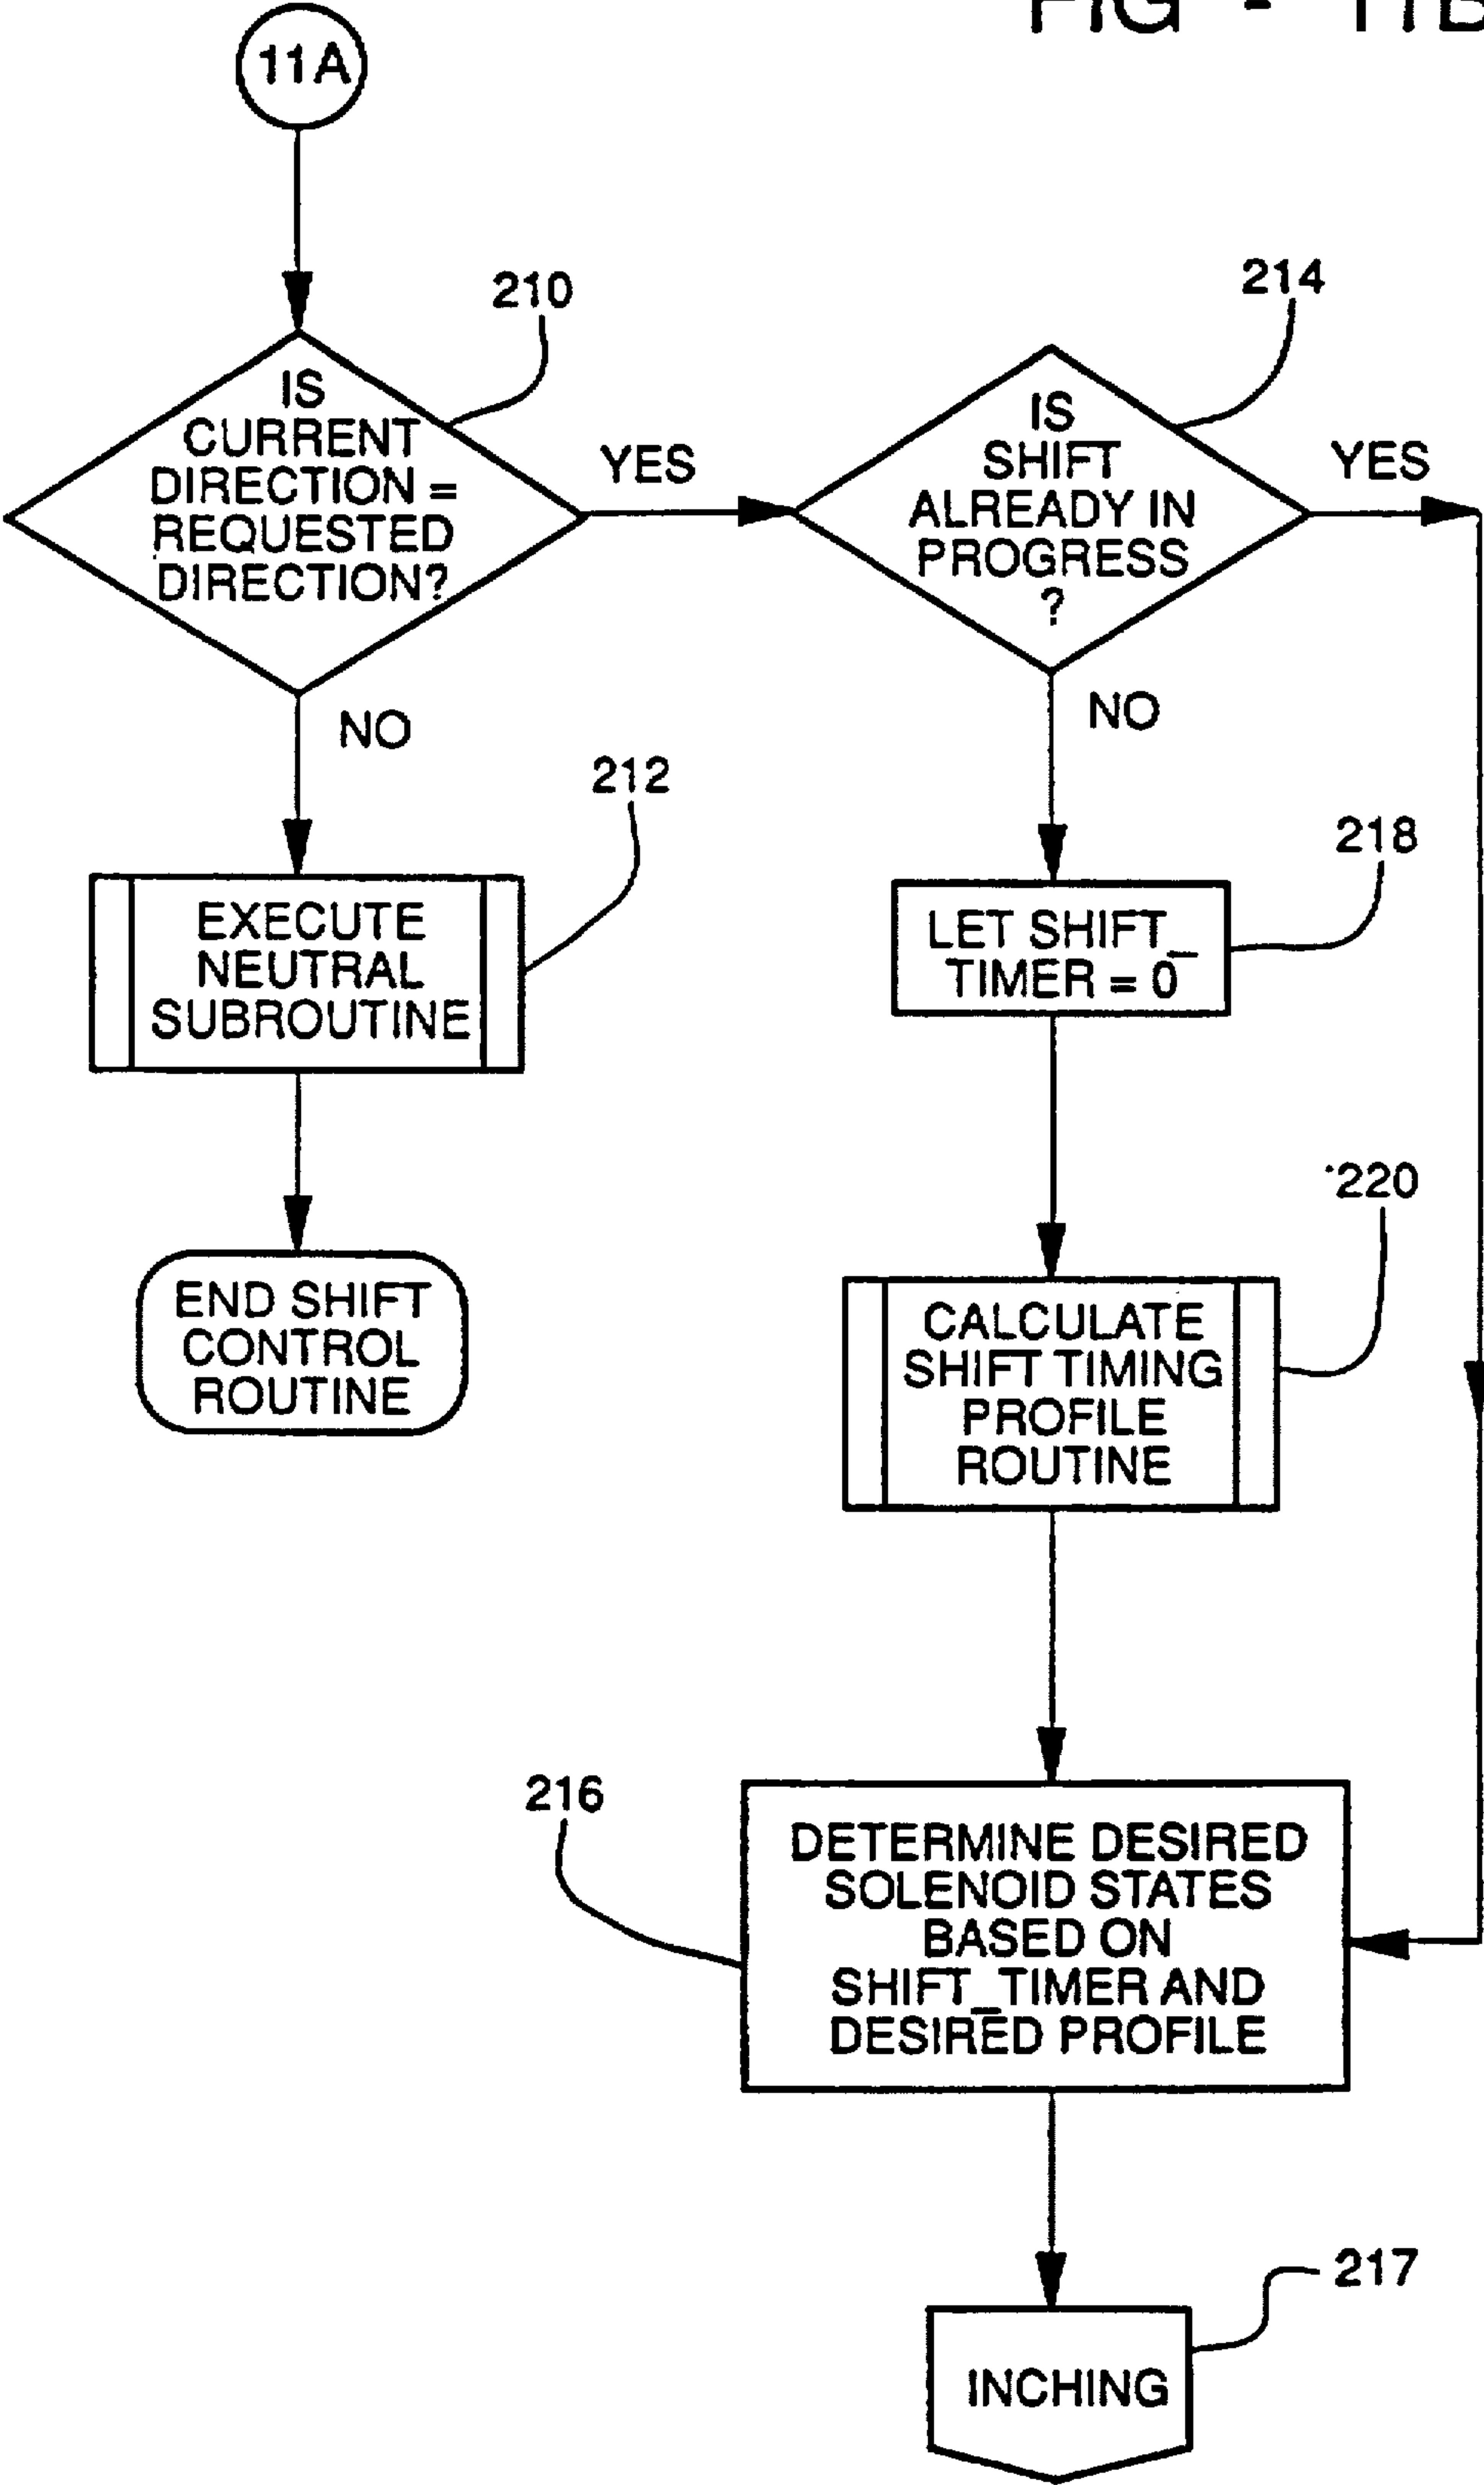 FIG - 11B
11A
210
IS
CURRENT
DIRECTION =
REQUESTED
DIRECTION?
YES
NO
214
IS
SHIFT
ALREADY IN
PROGRESS
?
YES
NO
212
EXECUTE
NEUTRAL
SUBROUTINE
END SHIFT
CONTROL
ROUTINE
218
LET SHIFT_
TIMER = 0
220
CALCULATE
SHIFT TIMING
PROFILE
ROUTINE
216
DETERMINE DESIRED
SOLENOID STATES
BASED ON
SHIFT_TIMER AND
DESIRED PROFILE
217
INCHING